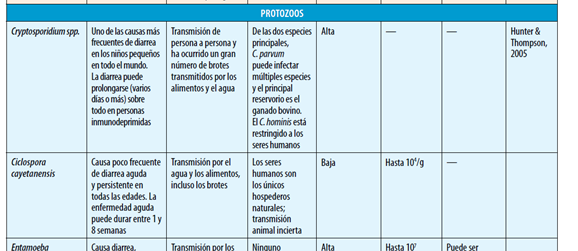 PROTOZOOS
Cryptosporidium spp.
Uno de las causas más
frecuentes de diarrea
en los niños pequeños
en todo el mundo.
La diarrea puede
prolongarse (varios
días o más) sobre
todo en personas
inmunodeprimidas
Transmisión de
persona a persona y
ha ocurrido un gran
número de brotes
transmitidos por los
alimentos y el agua
De las dos especies
principales,
C. parvum
puede infectar
múltiples especies
y el principal
reservorio es el
ganado bovino.
El C. hominis está
restringido a los
seres humanos
Alta
—
—
Hunter &
Thompson,
2005
Ciclospora
cayetanensis
Causa poco frecuente
de diarrea aguda
y persistente en
todas las edades. La
enfermedad aguda
puede durar entre 1 y
8 semanas
Transmisión por el
agua y los alimentos,
incluso los brotes
Los seres
humanos son
los únicos
hospederos
naturales;
transmisión
animal incierta
Baja
Hasta 10⁴/g
—
Entamoeba
Causa diarrea,
Transmisión por los
Ninguno
Alta
Hasta 10⁷
Puede ser